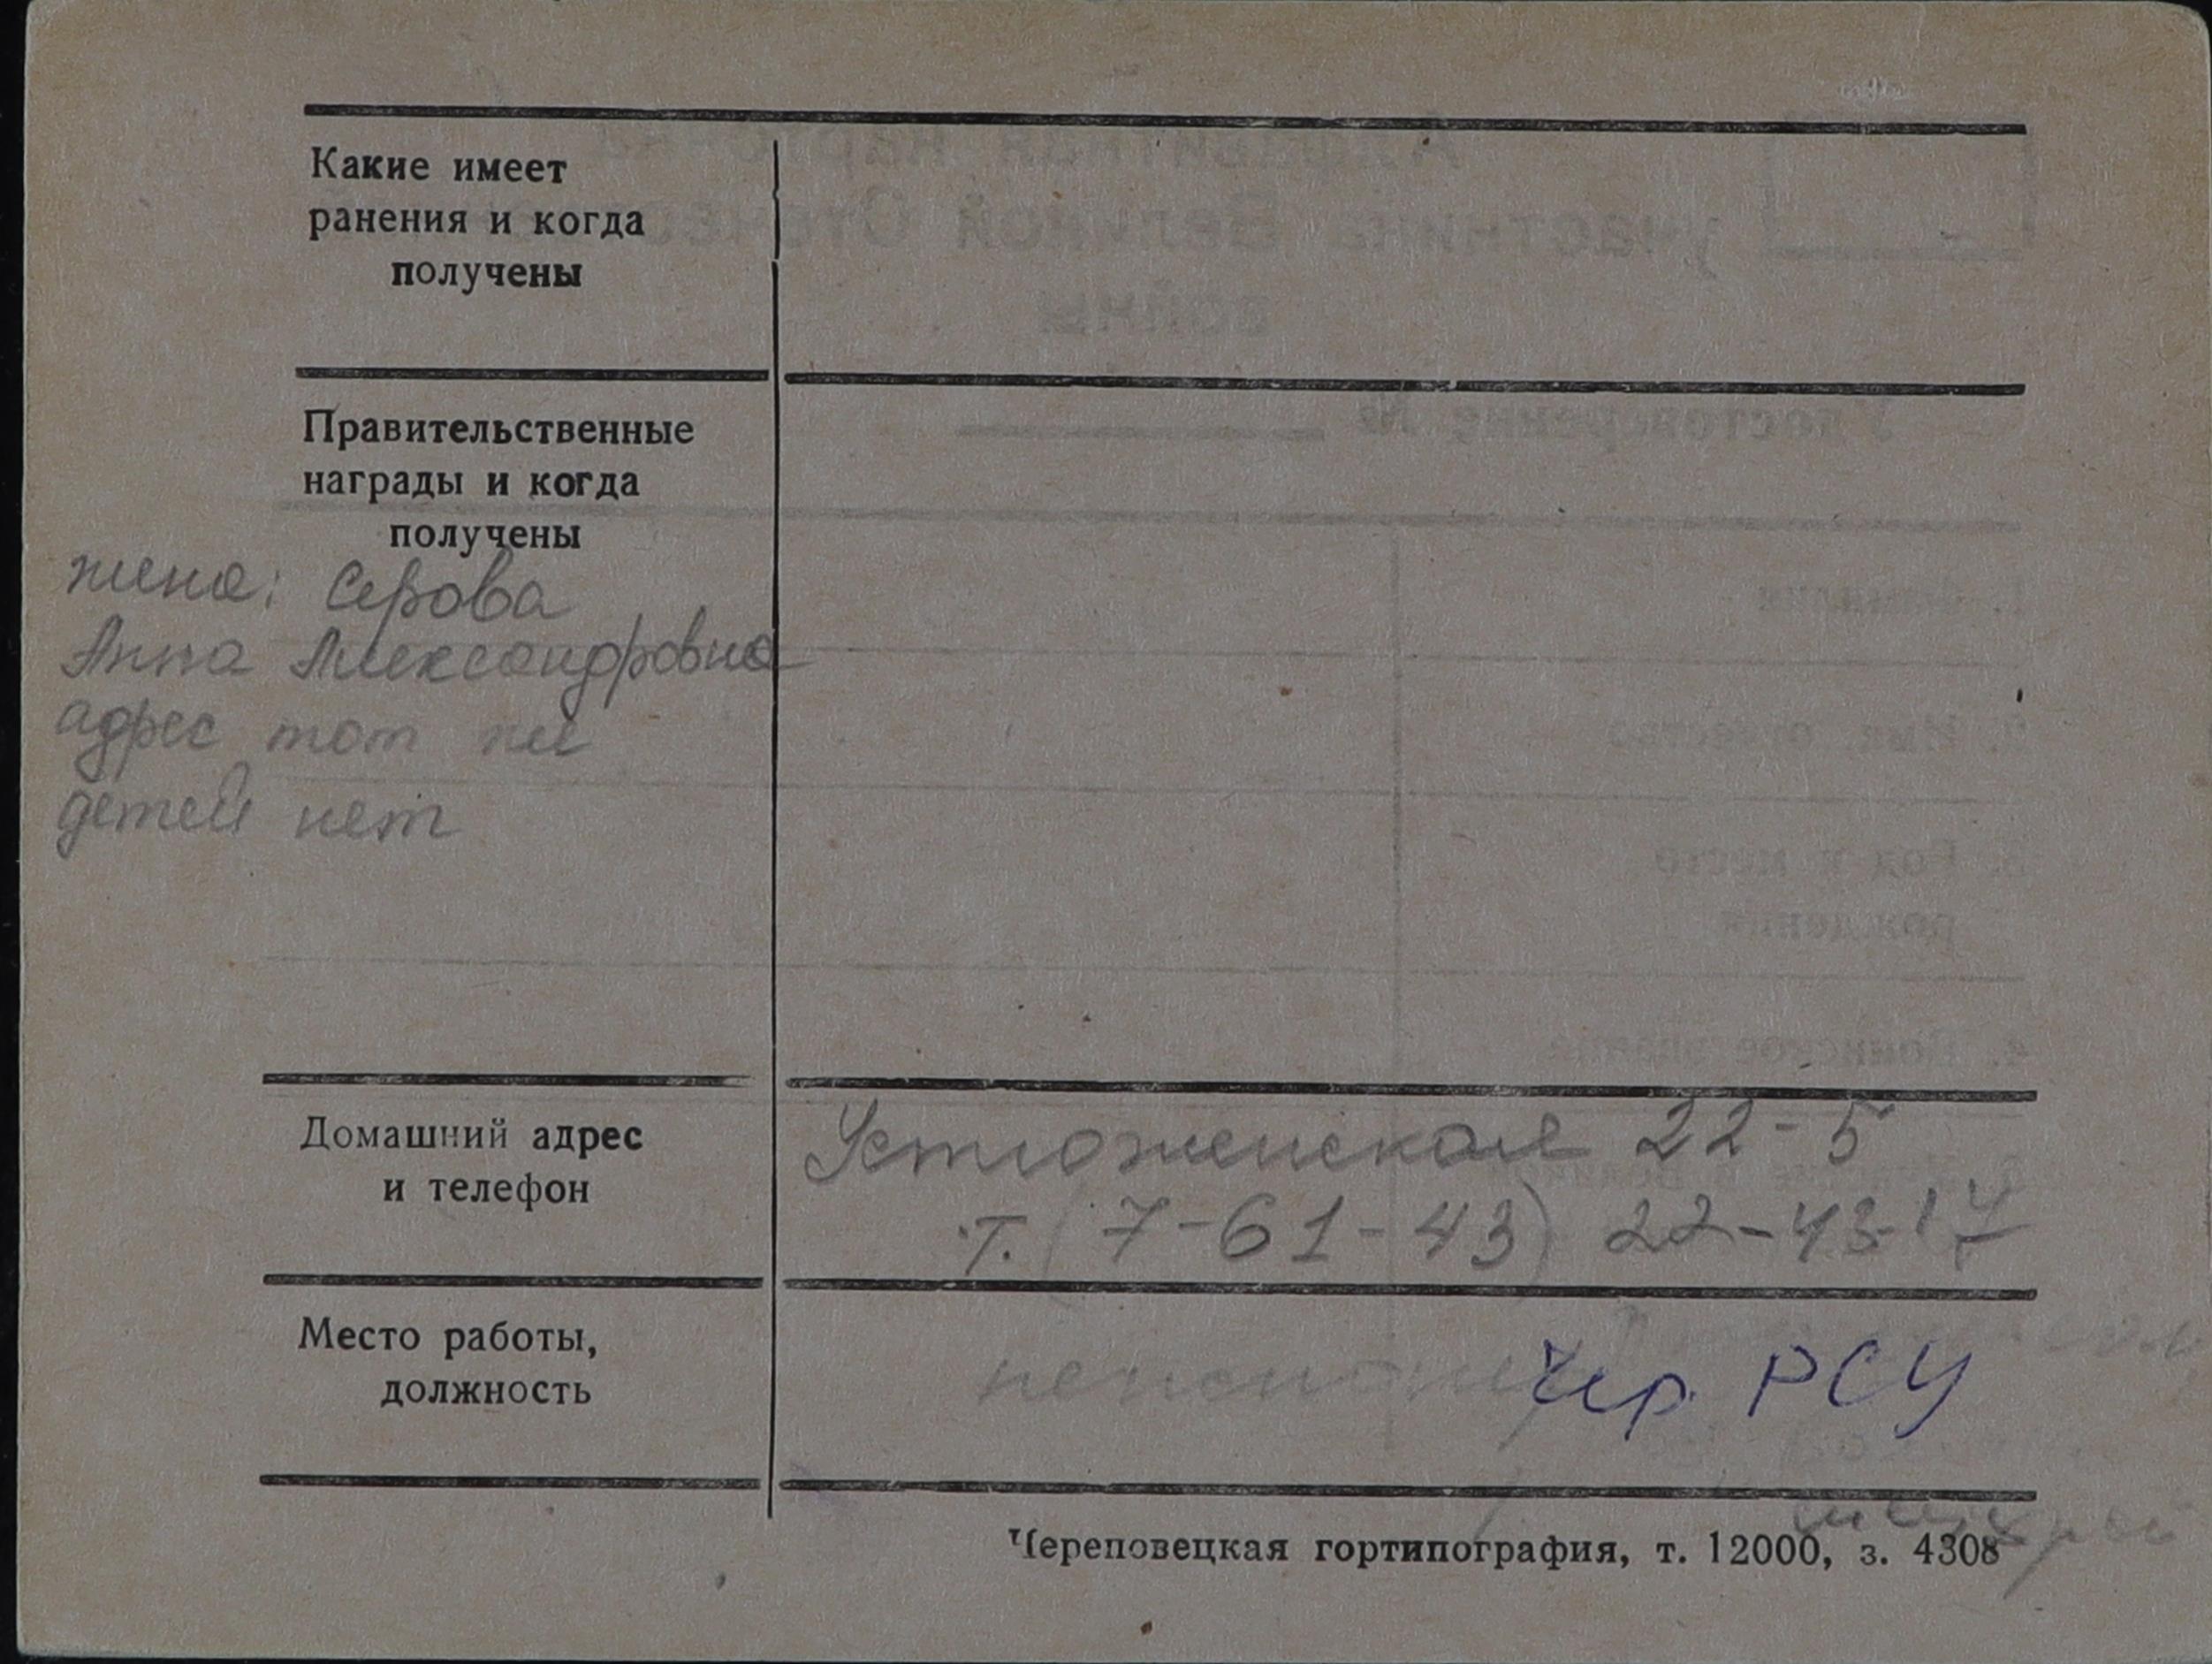 Какие имеет
ранения и когда
получены
Правительственные
награды и когда
получены
жена: Серова
Анна Александровна
адрес тот же
детей нет
Домашний адрес
и телефон
Устюженская 22-5
т. (7-61-43) 22-43-17
Место работы,
должность
Чер. РСУ
Череповецкая гортипография, т. 12000, з. 4308